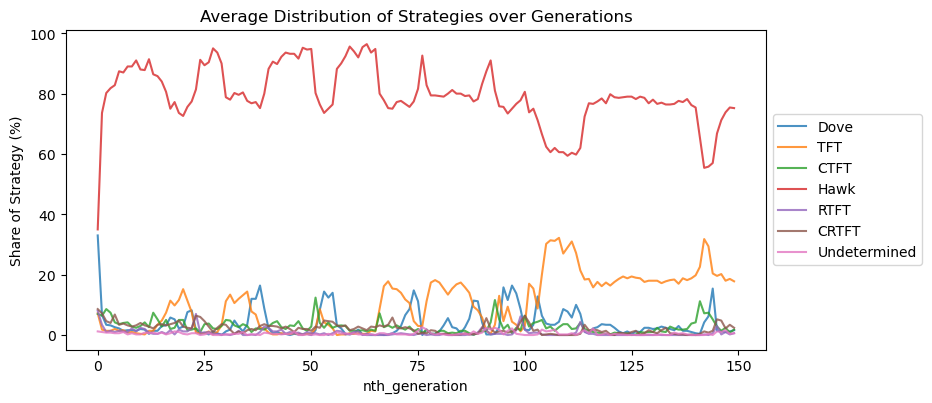 Average Distribution of Strategies over Generations
Share of Strategy (%)
100
80
60
40
20
0
0 25 50 75 100 125 150
nth_generation
Dove
TFT
CTFT
Hawk
RTFT
CRTFT
Undetermined